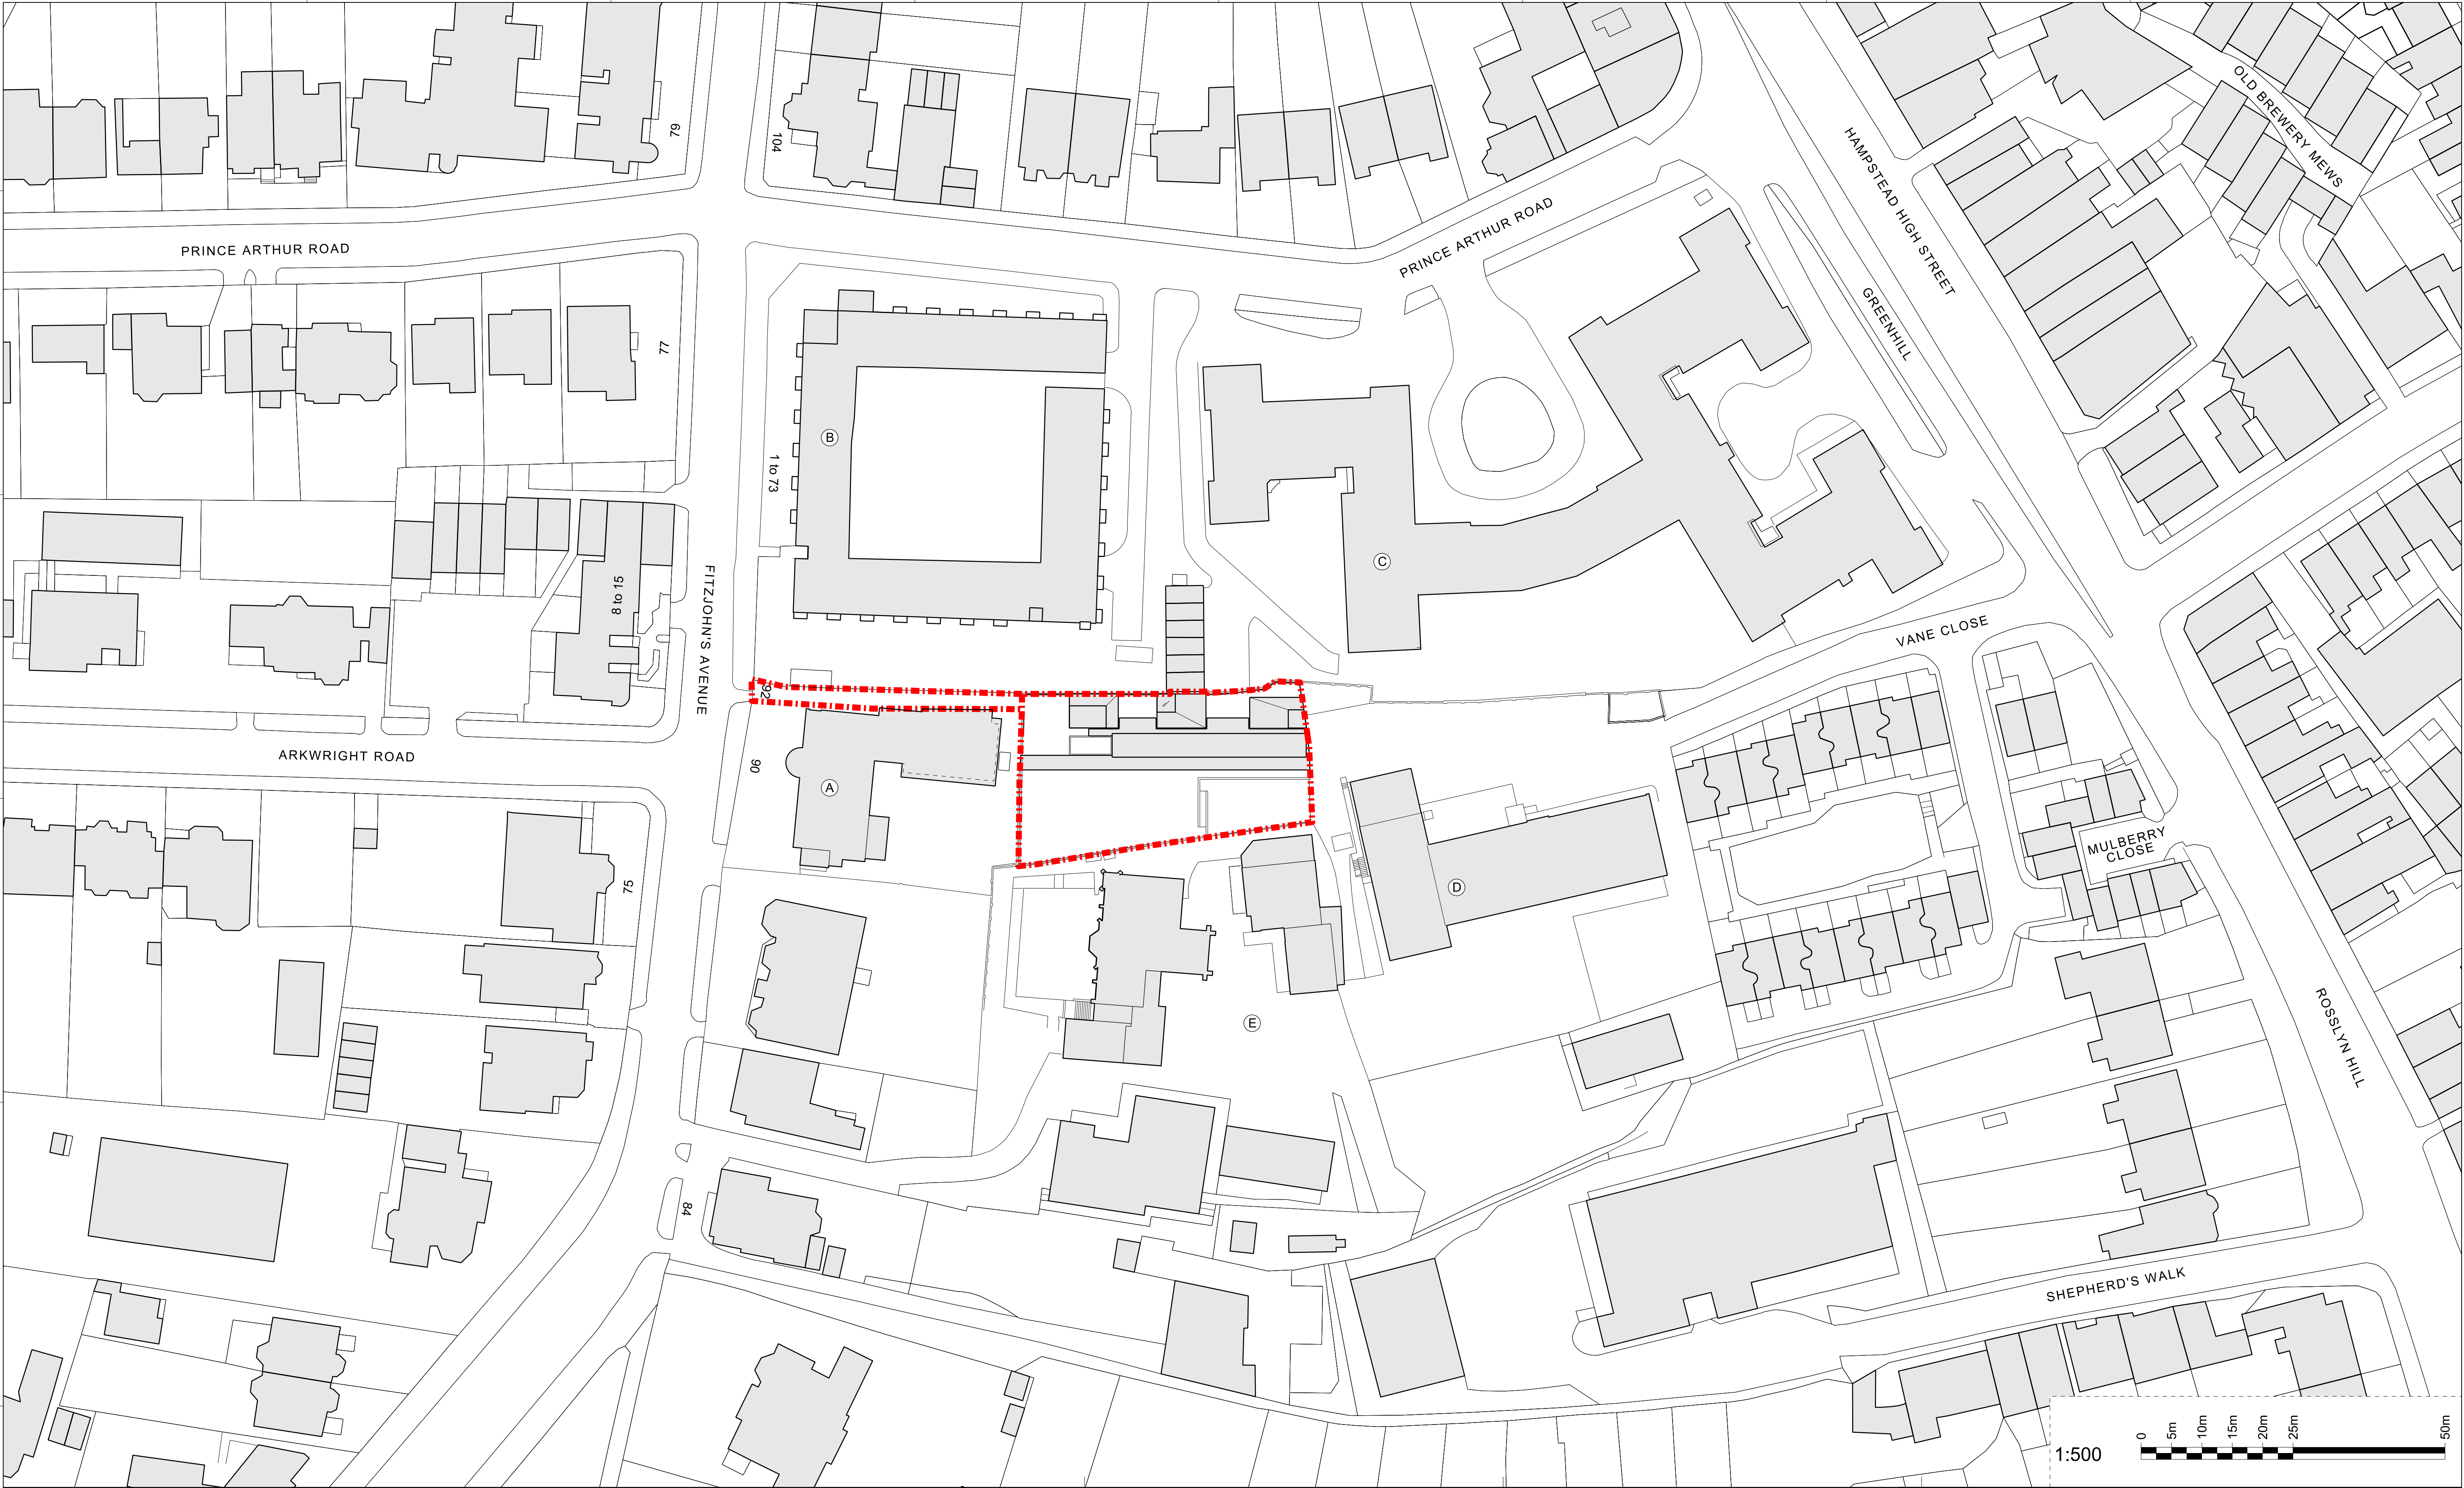 OLD BREWERY MEWS
79
104
HAMPSTEAD HIGH STREET
PRINCE ARTHUR ROAD
PRINCE ARTHUR ROAD
GREENHILL
77
B
1 to 73
C
8 to 15
FITZJOHN'S AVENUE
VANE CLOSE
92
ARKWRIGHT ROAD
90
A
MULBERRY
CLOSE
75
D
E
ROSSLYN HILL
84
SHEPHERD'S WALK
1:500
0
5m
10m
15m
20m
25m
50m